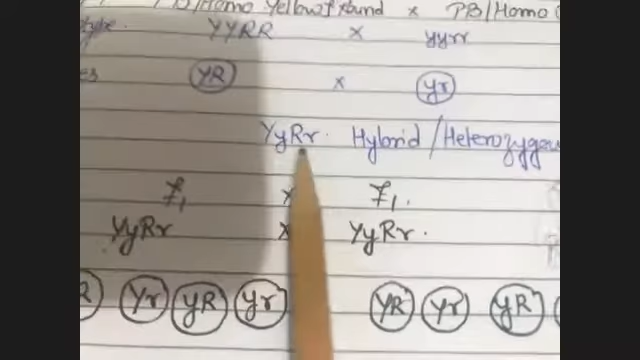 PB/Homo Yellow round × PB/Homo
YYRR × yyrr
YR × yr
YyRr. Hybrid / Heterozygou
F1 × F1.
YyRr × YyRr.
R Yr yR yr YR Yr yR